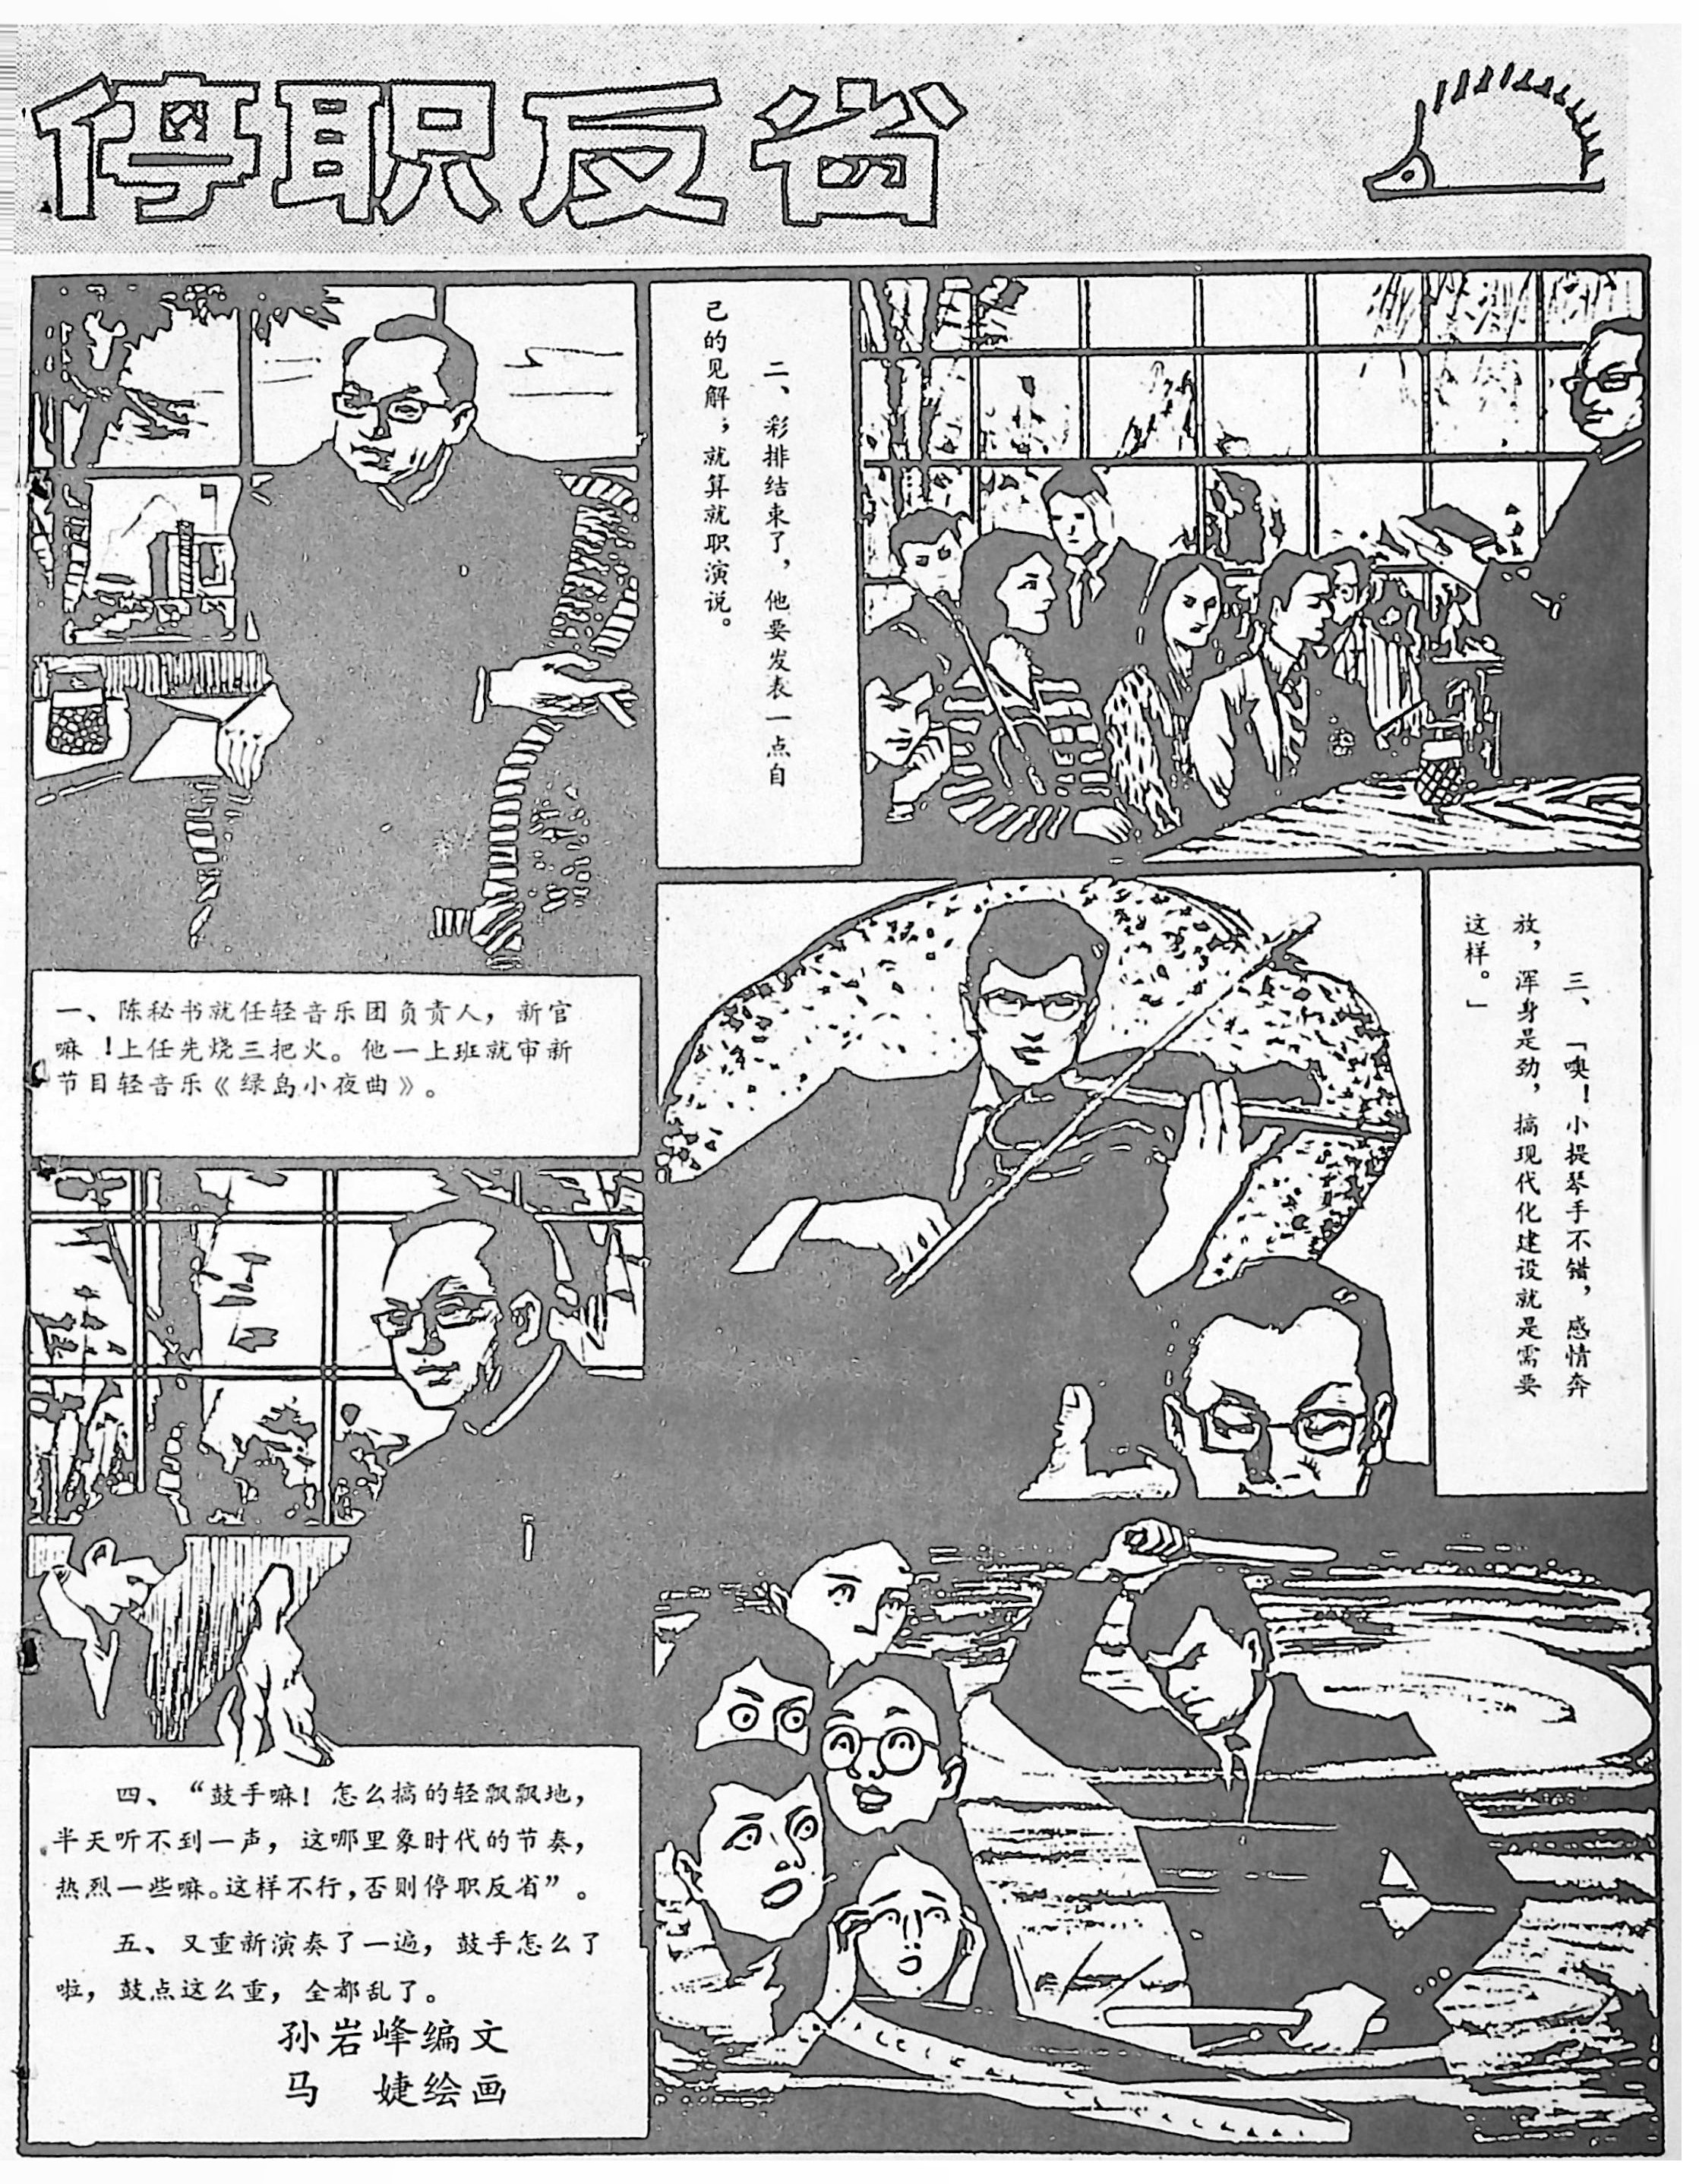 停职反省
一、陈秘书就任轻音乐团负责人，新官
嘛！上任先烧三把火。他一上班就审新
节目轻音乐《绿岛小夜曲》。
二、彩排结束了，他要发表一点自
己的见解，就算就职演说。
三、「噢！小提琴手不错，感情奔
放，浑身是劲，搞现代化建设就是需要
这样。」
四、“鼓手嘛！怎么搞的轻飘飘地，
半天听不到一声，这哪里象时代的节奏，
热烈一些嘛。这样不行，否则停职反省”。
五、又重新演奏了一遍，鼓手怎么了
啦，鼓点这么重，全都乱了。
孙岩峰编文
马　婕绘画